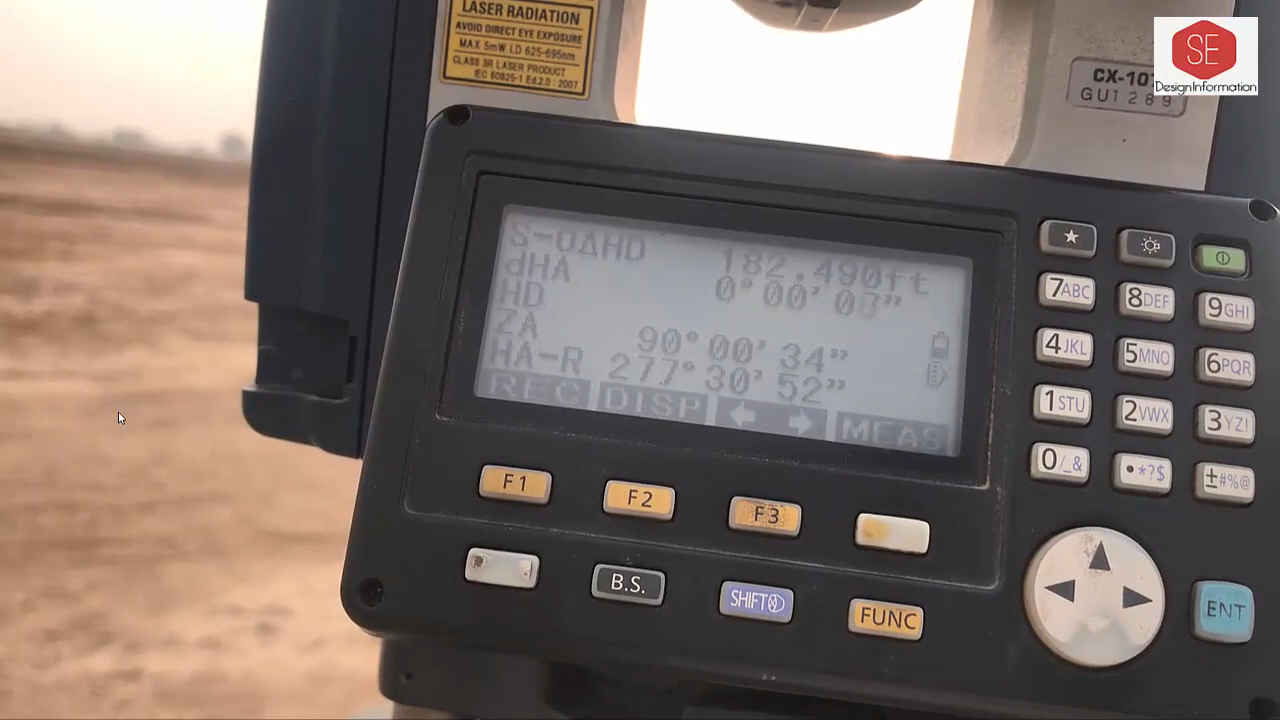 LASER RADIATION
AVOID DIRECT EYE EXPOSURE
MAX 5mW LD 625-695nm
CLASS 3R LASER PRODUCT
IEC 60825-1 Ed.2.0 : 2007
SE
DesignInformation
CX-10
GU1289
S-OΔHD 182.490ft
dHA 0°00'
HD
ZA 90°00'34"
HA-R 277°30'52"
REC DISP ← → MEAS
7ABC 8DEF 9GHI
4JKL 5MNO 6PQR
1STU 2VWX 3YZ!
0/_& •*?$ ±#%@
F1 F2 F3
B.S. SHIFT FUNC
ENT